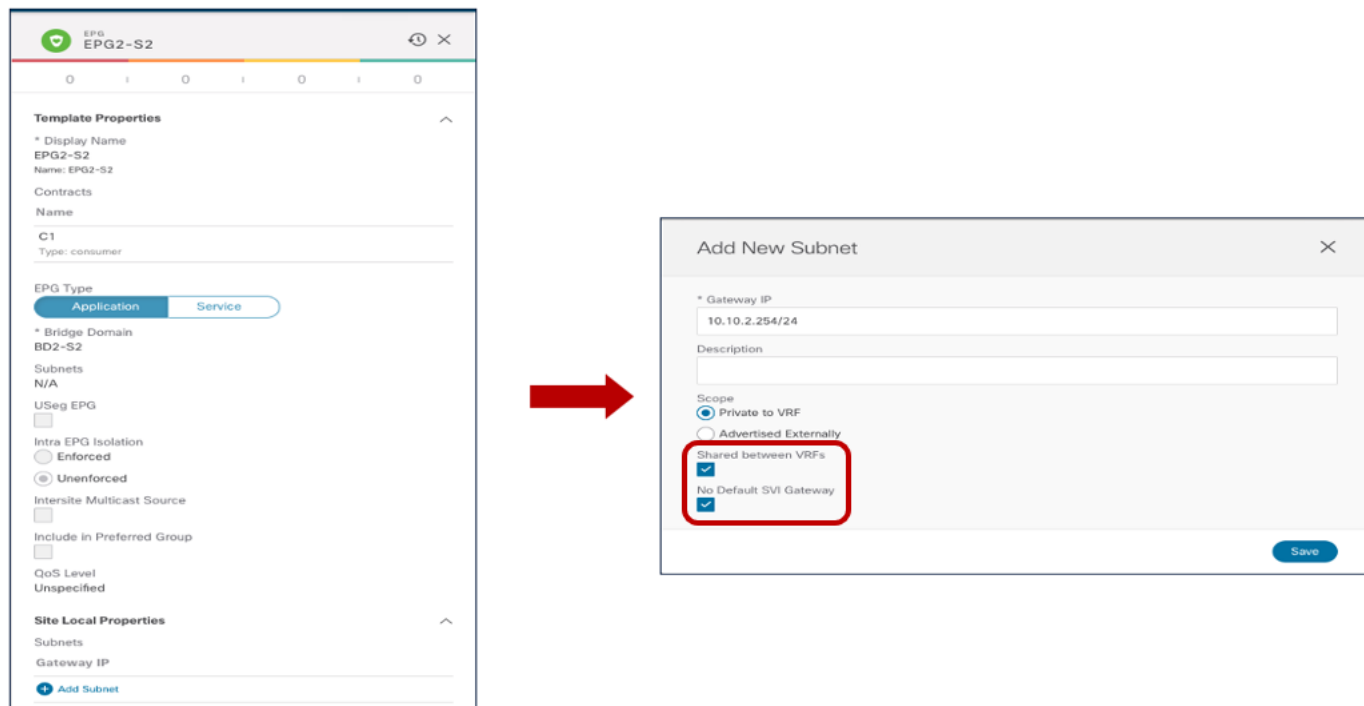 EPG
EPG2-S2
0 0 0 0
Template Properties
* Display Name
EPG2-S2
Name: EPG2-S2
Contracts
Name
C1
Type: consumer
EPG Type
Application Service
* Bridge Domain
BD2-S2
Subnets
N/A
USeg EPG
Intra EPG Isolation
Enforced
Unenforced
Intersite Multicast Source
Include in Preferred Group
QoS Level
Unspecified
Site Local Properties
Subnets
Gateway IP
Add Subnet
Add New Subnet
* Gateway IP
10.10.2.254/24
Description
Scope
Private to VRF
Advertised Externally
Shared between VRFs
No Default SVI Gateway
Save